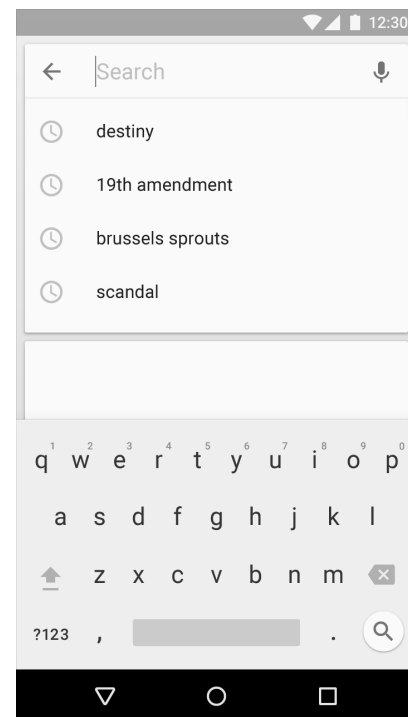 12:30
Search
destiny
19th amendment
brussels sprouts
scandal
1 2 3 4 5 6 7 8 9 0
q w e r t y u i o p
a s d f g h j k l
z x c v b n m
?123 , .